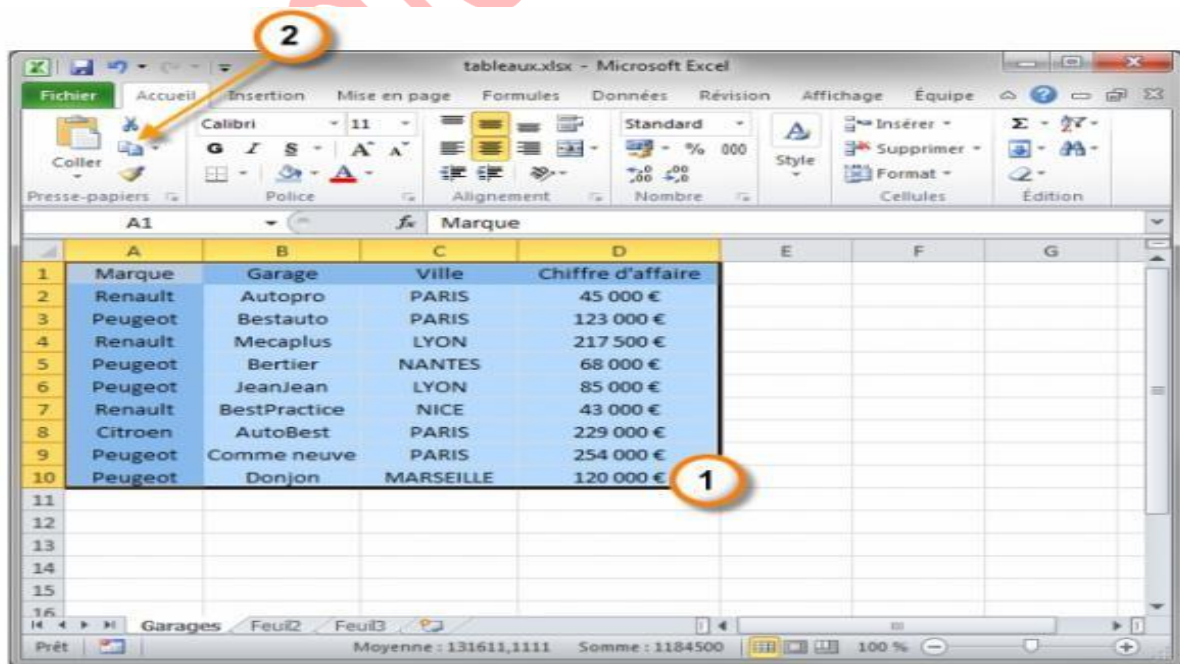 2
tableaux.xlsx - Microsoft Excel
Fichier Accueil Insertion Mise en page Formules Données Révision Affichage Équipe
Coller
Calibri 11
G I S A A
A
Standard
% 000
,00 ,00
Style
Insérer
Supprimer
Format
Σ
Presse-papiers Police Alignement Nombre Cellules Édition
A1 fx Marque
A B C D E F G
1 Marque Garage Ville Chiffre d'affaire
2 Renault Autopro PARIS 45 000 €
3 Peugeot Bestauto PARIS 123 000 €
4 Renault Mecaplus LYON 217 500 €
5 Peugeot Bertier NANTES 68 000 €
6 Peugeot JeanJean LYON 85 000 €
7 Renault BestPractice NICE 43 000 €
8 Citroen AutoBest PARIS 229 000 €
9 Peugeot Comme neuve PARIS 254 000 €
10 Peugeot Donjon MARSEILLE 120 000 € 1
11
12
13
14
15
16
Garages Feuil2 Feuil3
Prêt Moyenne : 131611,1111 Somme : 1184500 100 %